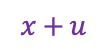 x + u